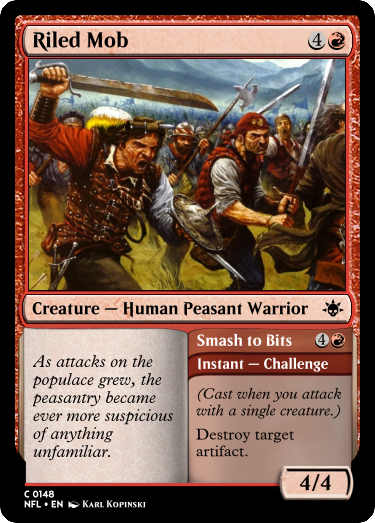 Riled Mob 4
Creature — Human Peasant Warrior
As attacks on the
populace grew, the
peasantry became
ever more suspicious
of anything
unfamiliar.
Smash to Bits 4
Instant — Challenge
(Cast when you attack
with a single creature.)
Destroy target
artifact.
4/4
C 0148
NFL • EN Karl Kopinski